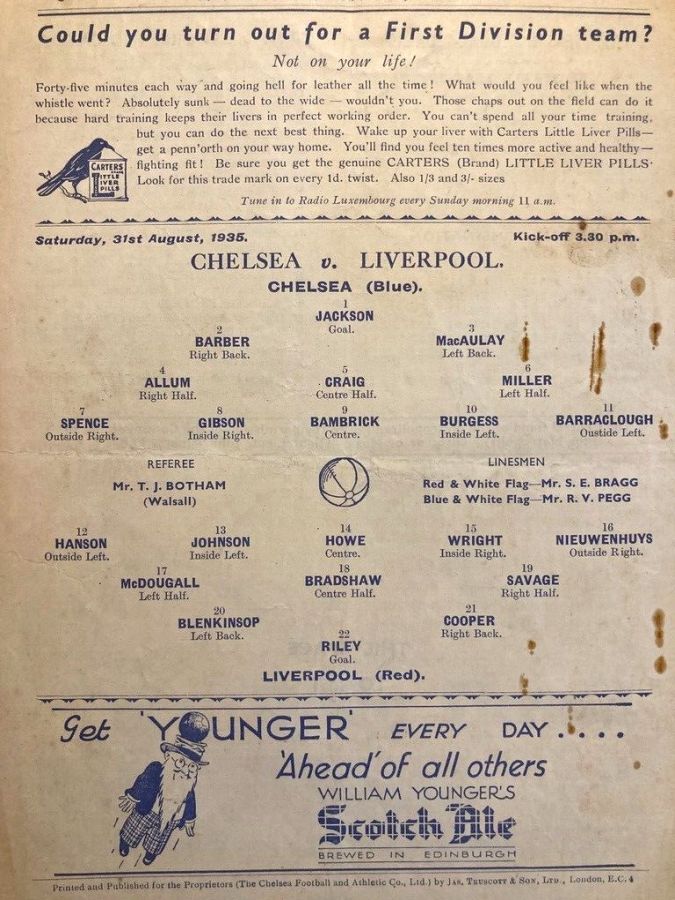 Could you turn out for a First Division team?
Not on your life!
Forty-five minutes each way and going hell for leather all the time! What would you feel like when the
whistle went? Absolutely sunk — dead to the wide — wouldn't you. Those chaps out on the field can do it
because hard training keeps their livers in perfect working order. You can't spend all your time training,
but you can do the next best thing. Wake up your liver with Carters Little Liver Pills—
get a penn'orth on your way home. You'll find you feel ten times more active and healthy—
fighting fit! Be sure you get the genuine CARTERS (Brand) LITTLE LIVER PILLS·
Look for this trade mark on every 1d. twist. Also 1/3 and 3/- sizes
CARTERS
LITTLE
LIVER
PILLS
Tune in to Radio Luxembourg every Sunday morning 11 a.m.
Saturday, 31st August, 1935. Kick-off 3.30 p.m.
CHELSEA v. LIVERPOOL.
CHELSEA (Blue).
1
JACKSON
Goal.
2 3
BARBER MacAULAY
Right Back. Left Back.
4 5 6
ALLUM CRAIG MILLER
Right Half. Centre Half. Left Half.
7 8 9 10 11
SPENCE GIBSON BAMBRICK BURGESS BARRACLOUGH
Outside Right. Inside Right. Centre. Inside Left. Oustide Left.
REFEREE LINESMEN
Mr. T. J. BOTHAM Red & White Flag—Mr. S. E. BRAGG
(Walsall) Blue & White Flag—Mr. R. V. PEGG
12 13 14 15 16
HANSON JOHNSON HOWE WRIGHT NIEUWENHUYS
Outside Left. Inside Left. Centre. Inside Right. Outside Right.
17 18 19
McDOUGALL BRADSHAW SAVAGE
Left Half. Centre Half. Right Half.
20 21
BLENKINSOP COOPER
Left Back. Right Back.
22
RILEY
Goal.
LIVERPOOL (Red).
Get 'YOUNGER' EVERY DAY ....
'Ahead' of all others
WILLIAM YOUNGER'S
Scotch Ale
BREWED IN EDINBURGH
Printed and Published for the Proprietors (The Chelsea Football and Athletic Co., Ltd.) by JAS. TRUSCOTT & SON, LTD., London, E.C.4